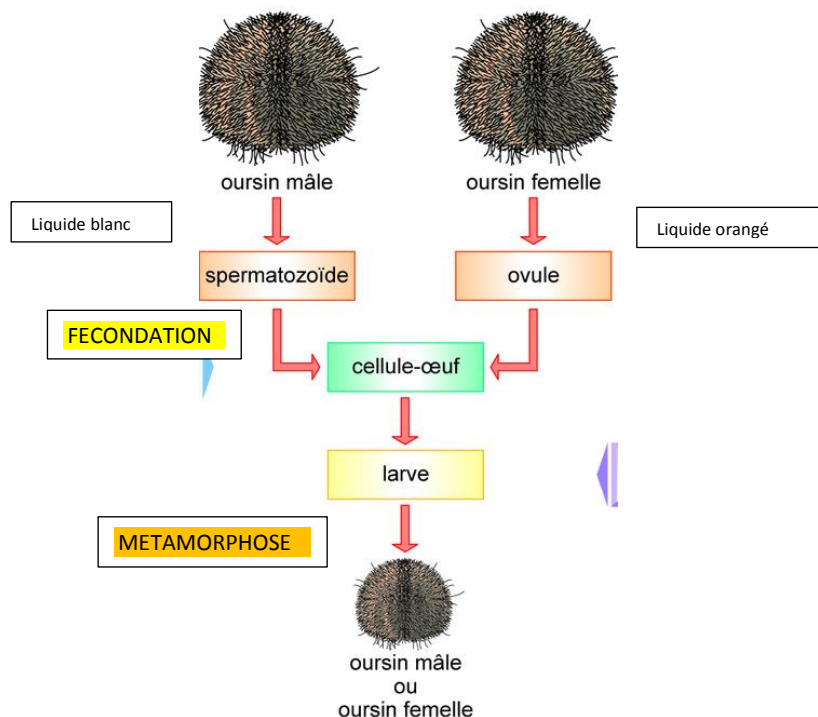 oursin mâle
oursin femelle
Liquide blanc
Liquide orangé
spermatozoïde
ovule
FECONDATION
cellule-œuf
larve
METAMORPHOSE
oursin mâle
ou
oursin femelle